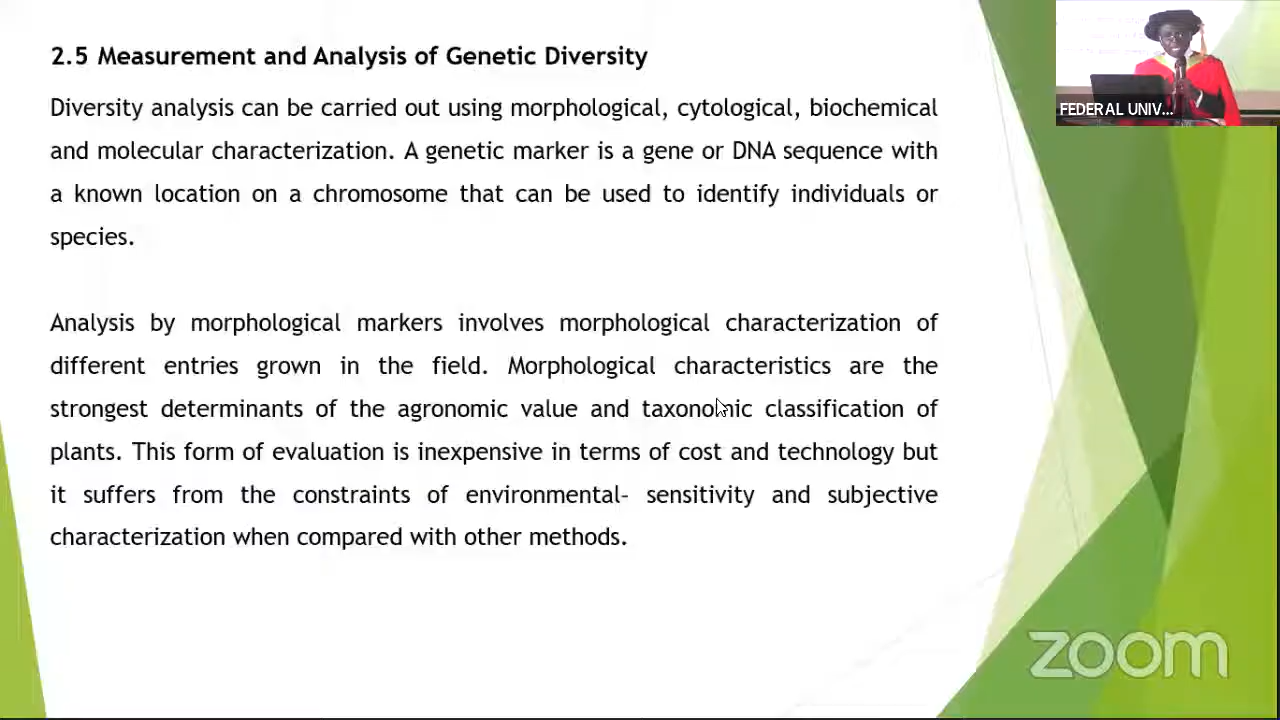 2.5 Measurement and Analysis of Genetic Diversity
Diversity analysis can be carried out using morphological, cytological, biochemical
and molecular characterization. A genetic marker is a gene or DNA sequence with
a known location on a chromosome that can be used to identify individuals or
species.
Analysis by morphological markers involves morphological characterization of
different entries grown in the field. Morphological characteristics are the
strongest determinants of the agronomic value and taxonomic classification of
plants. This form of evaluation is inexpensive in terms of cost and technology but
it suffers from the constraints of environmental- sensitivity and subjective
characterization when compared with other methods.
FEDERAL UNIV...
zoom